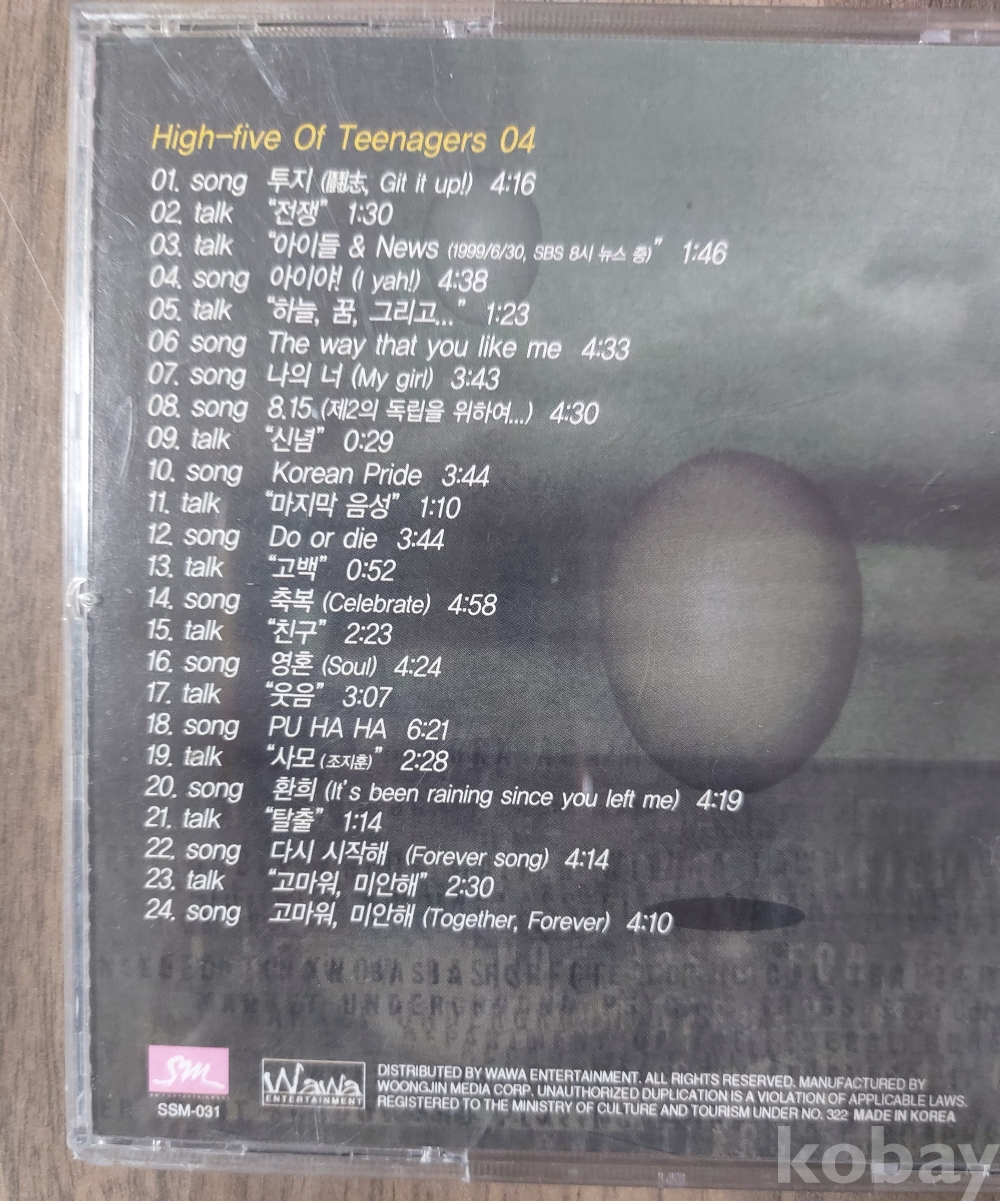 High-five Of Teenagers 04
01. song 투지 (鬪志, Git it up!) 4:16
02. talk "전쟁" 1:30
03. talk "아이들 & News (1999/6/30, SBS 8시 뉴스 중)" 1:46
04. song 아이야! (I yah!) 4:38
05. talk "하늘, 꿈, 그리고..." 1:23
06 song The way that you like me 4:33
07. song 나의 너 (My girl) 3:43
08. song 8.15 (제2의 독립을 위하여...) 4:30
09. talk "신념" 0:29
10. song Korean Pride 3:44
11. talk "마지막 음성" 1:10
12. song Do or die 3:44
13. talk "고백" 0:52
14. song 축복 (Celebrate) 4:58
15. talk "친구" 2:23
16. song 영혼 (Soul) 4:24
17. talk "웃음" 3:07
18. song PU HA HA 6:21
19. talk "사모 (조지훈)" 2:28
20. song 환희 (It's been raining since you left me) 4:19
21. talk "탈출" 1:14
22. song 다시 시작해 (Forever song) 4:14
23. talk "고마워, 미안해" 2:30
24. song 고마워, 미안해 (Together, Forever) 4:10
SM
SSM-031
WaWa
ENTERTAINMENT
DISTRIBUTED BY WAWA ENTERTAINMENT. ALL RIGHTS RESERVED. MANUFACTURED BY
WOONGJIN MEDIA CORP. UNAUTHORIZED DUPLICATION IS A VIOLATION OF APPLICABLE LAWS.
REGISTERED TO THE MINISTRY OF CULTURE AND TOURISM UNDER NO. 322 MADE IN KOREA
kobay